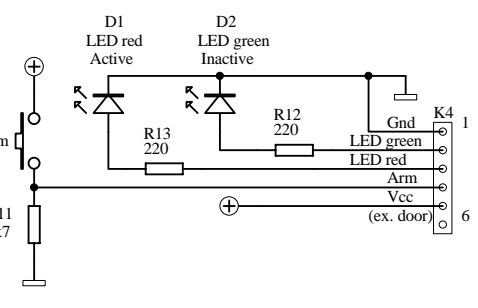 D1
LED red
Active
D2
LED green
Inactive
K4
1
R12
220
R13
220
Gnd
LED green
LED red
Arm
Vcc
(ex. door)
6